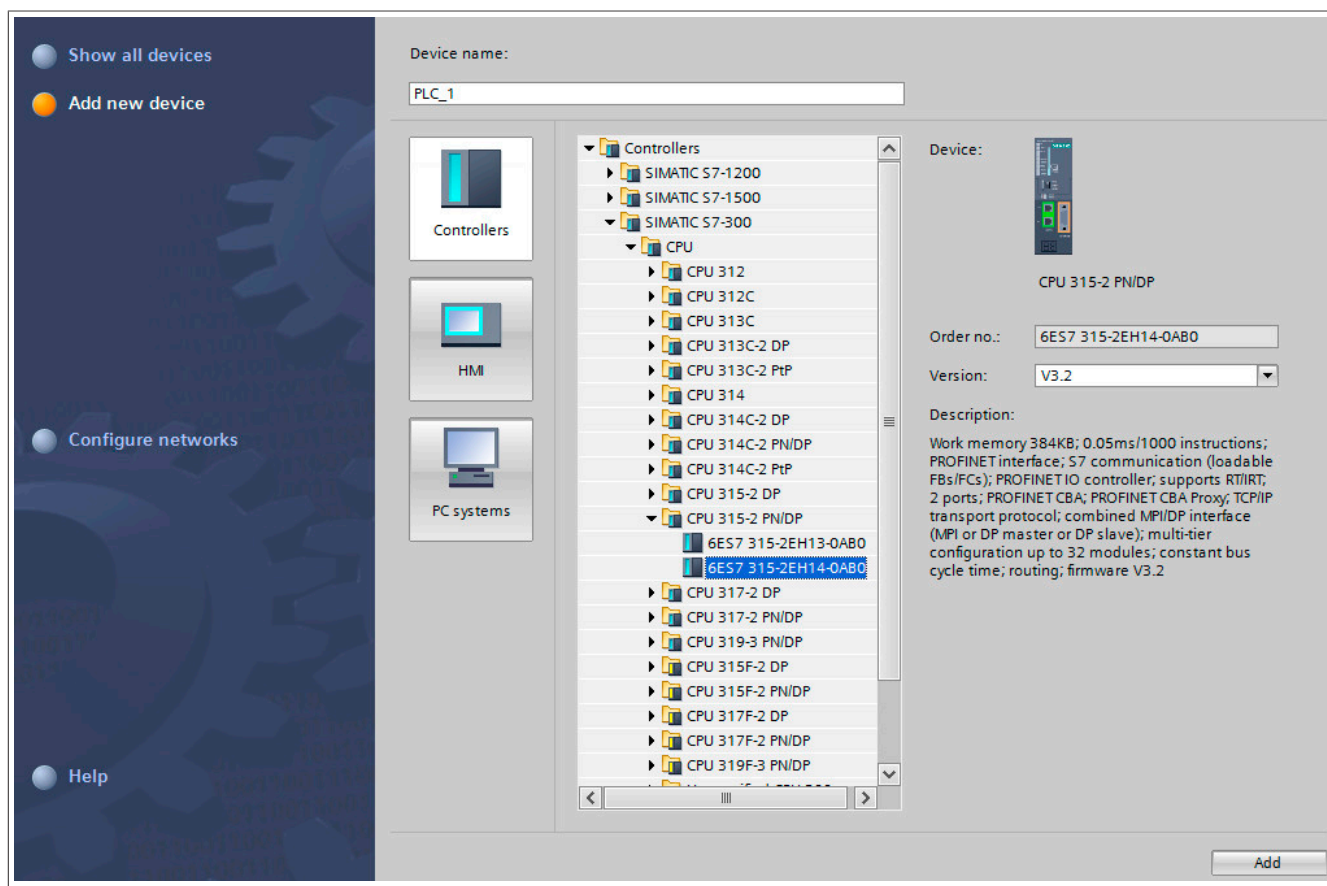 Show all devices
Add new device
Configure networks
Help
Device name:
PLC_1
Controllers
HMI
PC systems
Controllers
SIMATIC S7-1200
SIMATIC S7-1500
SIMATIC S7-300
CPU
CPU 312
CPU 312C
CPU 313C
CPU 313C-2 DP
CPU 313C-2 PtP
CPU 314
CPU 314C-2 DP
CPU 314C-2 PN/DP
CPU 314C-2 PtP
CPU 315-2 DP
CPU 315-2 PN/DP
6ES7 315-2EH13-0AB0
6ES7 315-2EH14-0AB0
CPU 317-2 DP
CPU 317-2 PN/DP
CPU 319-3 PN/DP
CPU 315F-2 DP
CPU 315F-2 PN/DP
CPU 317F-2 DP
CPU 317F-2 PN/DP
CPU 319F-3 PN/DP
Device:
CPU 315-2 PN/DP
Order no.:
6ES7 315-2EH14-0AB0
Version:
V3.2
Description:
Work memory 384KB; 0.05ms/1000 instructions;
PROFINET interface; S7 communication (loadable
FBs/FCs); PROFINET IO controller; supports RT/IRT;
2 ports; PROFINET CBA; PROFINET CBA Proxy; TCP/IP
transport protocol; combined MPI/DP interface
(MPI or DP master or DP slave); multi-tier
configuration up to 32 modules; constant bus
cycle time; routing; firmware V3.2
Add